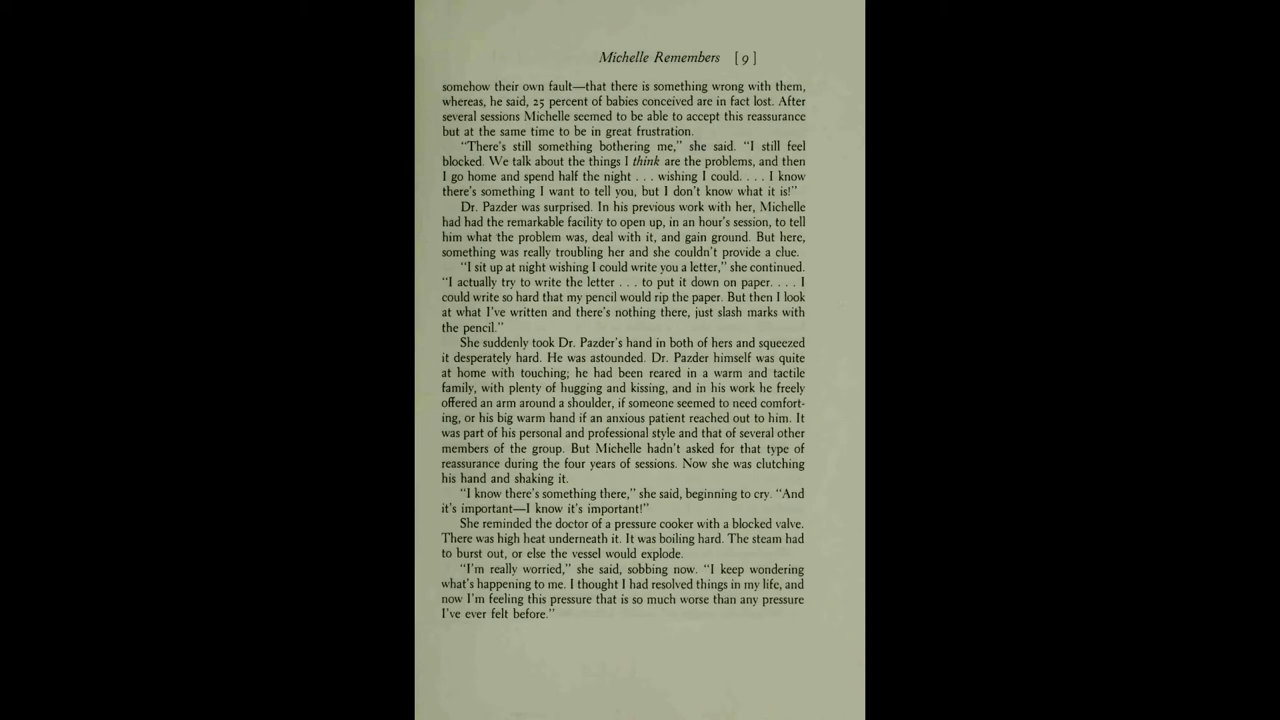 Michelle Remembers [9]
somehow their own fault—that there is something wrong with them,
whereas, he said, 25 percent of babies conceived are in fact lost. After
several sessions Michelle seemed to be able to accept this reassurance
but at the same time to be in great frustration.
"There's still something bothering me," she said. "I still feel
blocked. We talk about the things I think are the problems, and then
I go home and spend half the night . . . wishing I could. . . . I know
there's something I want to tell you, but I don't know what it is!"
Dr. Pazder was surprised. In his previous work with her, Michelle
had had the remarkable facility to open up, in an hour's session, to tell
him what the problem was, deal with it, and gain ground. But here,
something was really troubling her and she couldn't provide a clue.
"I sit up at night wishing I could write you a letter," she continued.
"I actually try to write the letter . . . to put it down on paper. . . . I
could write so hard that my pencil would rip the paper. But then I look
at what I've written and there's nothing there, just slash marks with
the pencil."
She suddenly took Dr. Pazder's hand in both of hers and squeezed
it desperately hard. He was astounded. Dr. Pazder himself was quite
at home with touching; he had been reared in a warm and tactile
family, with plenty of hugging and kissing, and in his work he freely
offered an arm around a shoulder, if someone seemed to need comfort-
ing, or his big warm hand if an anxious patient reached out to him. It
was part of his personal and professional style and that of several other
members of the group. But Michelle hadn't asked for that type of
reassurance during the four years of sessions. Now she was clutching
his hand and shaking it.
"I know there's something there," she said, beginning to cry. "And
it's important—I know it's important!"
She reminded the doctor of a pressure cooker with a blocked valve.
There was high heat underneath it. It was boiling hard. The steam had
to burst out, or else the vessel would explode.
"I'm really worried," she said, sobbing now. "I keep wondering
what's happening to me. I thought I had resolved things in my life, and
now I'm feeling this pressure that is so much worse than any pressure
I've ever felt before."